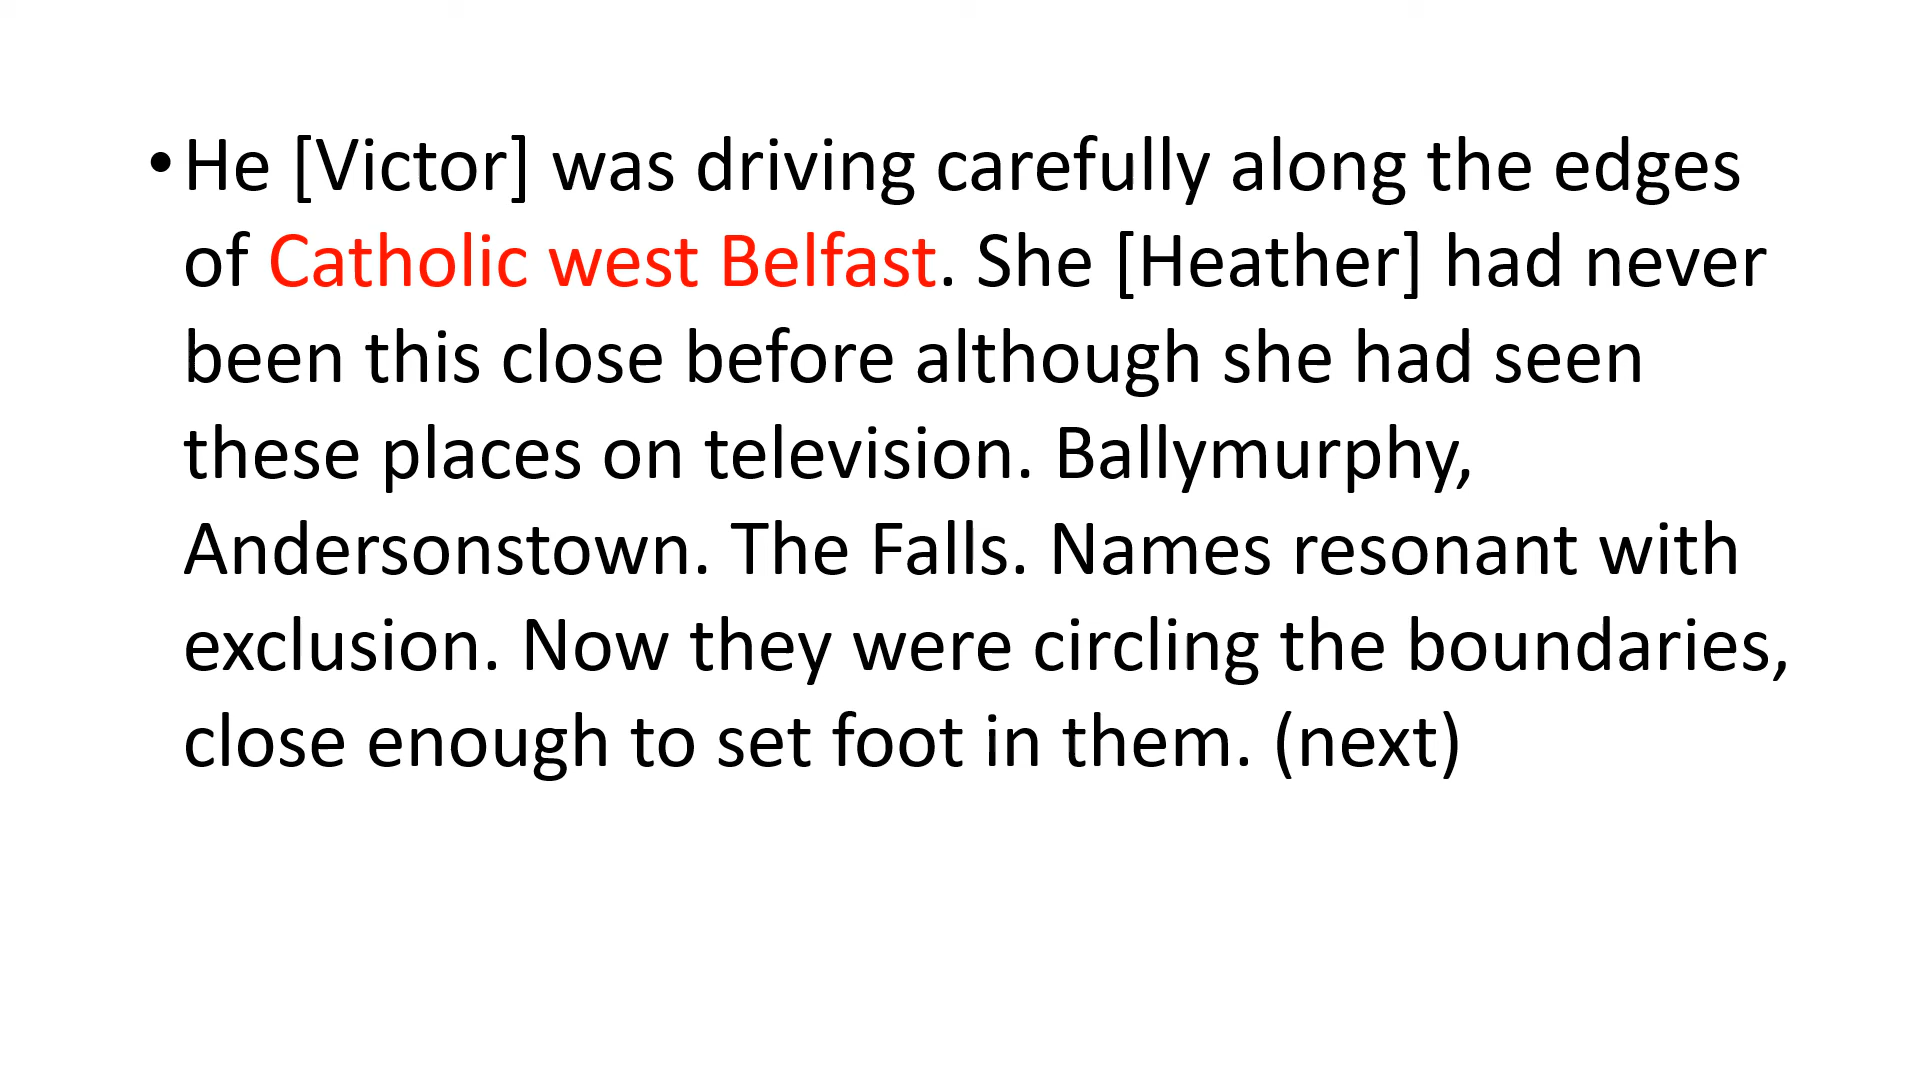 •He [Victor] was driving carefully along the edges
of Catholic west Belfast. She [Heather] had never
been this close before although she had seen
these places on television. Ballymurphy,
Andersonstown. The Falls. Names resonant with
exclusion. Now they were circling the boundaries,
close enough to set foot in them. (next)